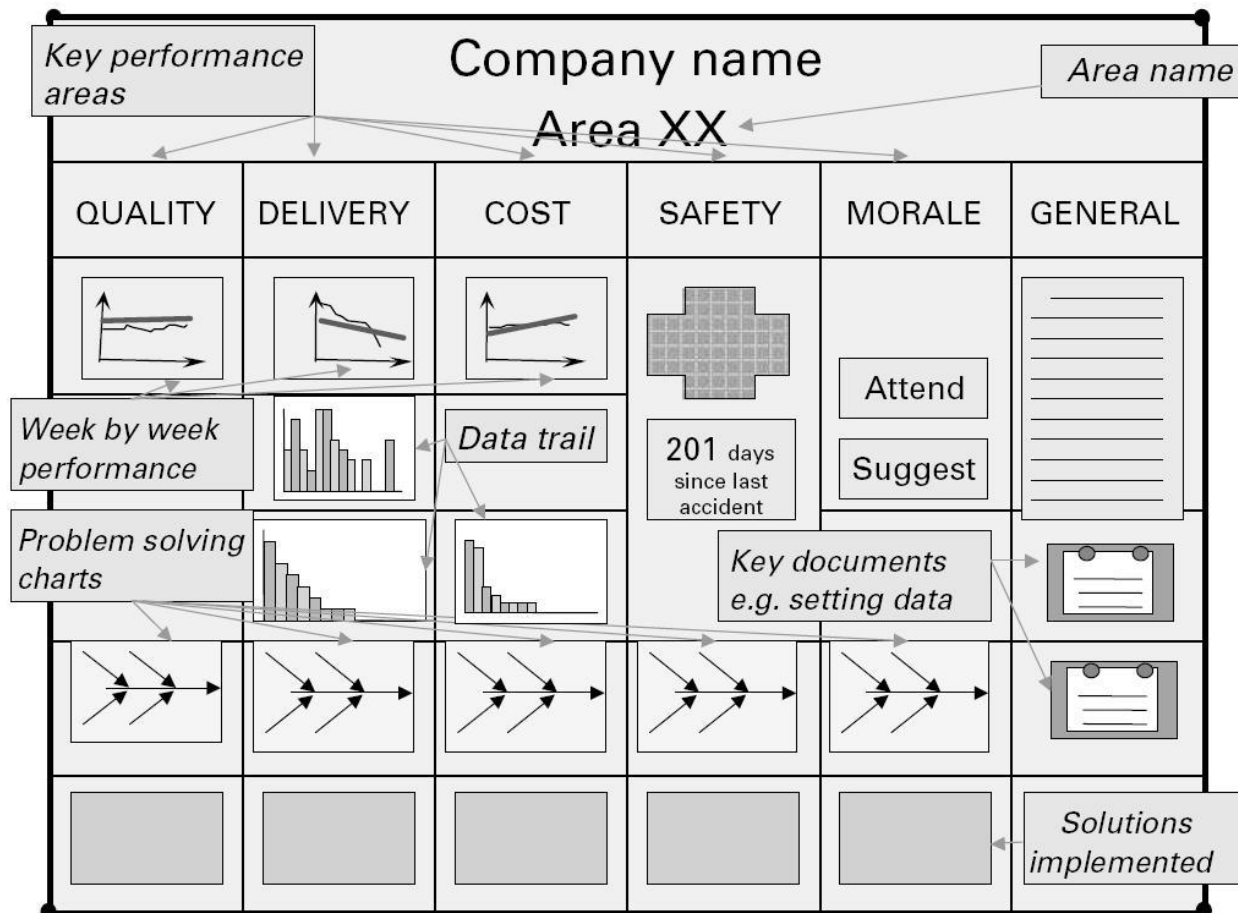 Key performance
areas
Company name
Area XX
Area name
QUALITY
DELIVERY
COST
SAFETY
MORALE
GENERAL
Week by week
performance
Data trail
201 days
since last
accident
Attend
Suggest
Problem solving
charts
Key documents
e.g. setting data
Solutions
implemented